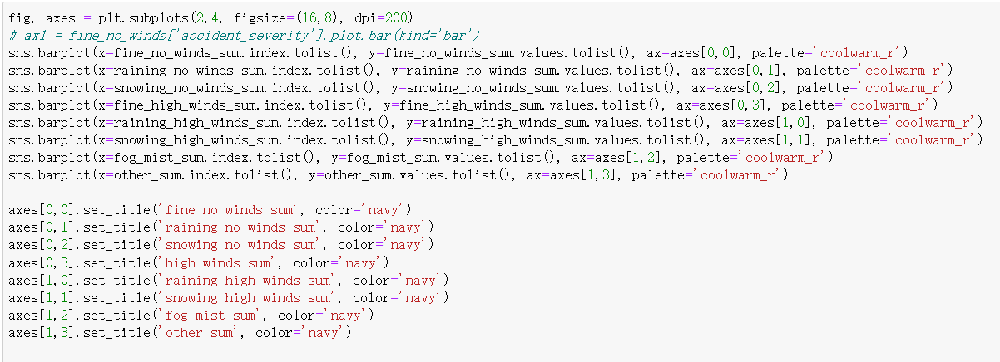 fig, axes = plt.subplots(2,4, figsize=(16,8), dpi=200)
# ax1 = fine_no_winds['accident_severity'].plot.bar(kind='bar')
sns.barplot(x=fine_no_winds_sum.index.tolist(), y=fine_no_winds_sum.values.tolist(), ax=axes[0,0], palette='coolwarm_r')
sns.barplot(x=raining_no_winds_sum.index.tolist(), y=raining_no_winds_sum.values.tolist(), ax=axes[0,1], palette='coolwarm_r')
sns.barplot(x=snowing_no_winds_sum.index.tolist(), y=snowing_no_winds_sum.values.tolist(), ax=axes[0,2], palette='coolwarm_r')
sns.barplot(x=fine_high_winds_sum.index.tolist(), y=fine_high_winds_sum.values.tolist(), ax=axes[0,3], palette='coolwarm_r')
sns.barplot(x=raining_high_winds_sum.index.tolist(), y=raining_high_winds_sum.values.tolist(), ax=axes[1,0], palette='coolwarm_r')
sns.barplot(x=snowing_high_winds_sum.index.tolist(), y=snowing_high_winds_sum.values.tolist(), ax=axes[1,1], palette='coolwarm_r')
sns.barplot(x=fog_mist_sum.index.tolist(), y=fog_mist_sum.values.tolist(), ax=axes[1,2], palette='coolwarm_r')
sns.barplot(x=other_sum.index.tolist(), y=other_sum.values.tolist(), ax=axes[1,3], palette='coolwarm_r')
axes[0,0].set_title('fine no winds sum', color='navy')
axes[0,1].set_title('raining no winds sum', color='navy')
axes[0,2].set_title('snowing no winds sum', color='navy')
axes[0,3].set_title('high winds sum', color='navy')
axes[1,0].set_title('raining high winds sum', color='navy')
axes[1,1].set_title('snowing high winds sum', color='navy')
axes[1,2].set_title('fog mist sum', color='navy')
axes[1,3].set_title('other sum', color='navy')